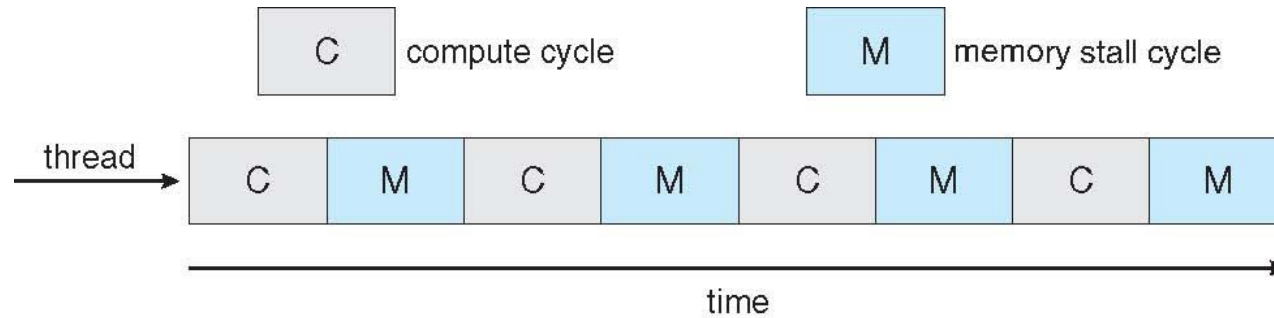 C compute cycle M memory stall cycle
thread
C M C M C M C M
time